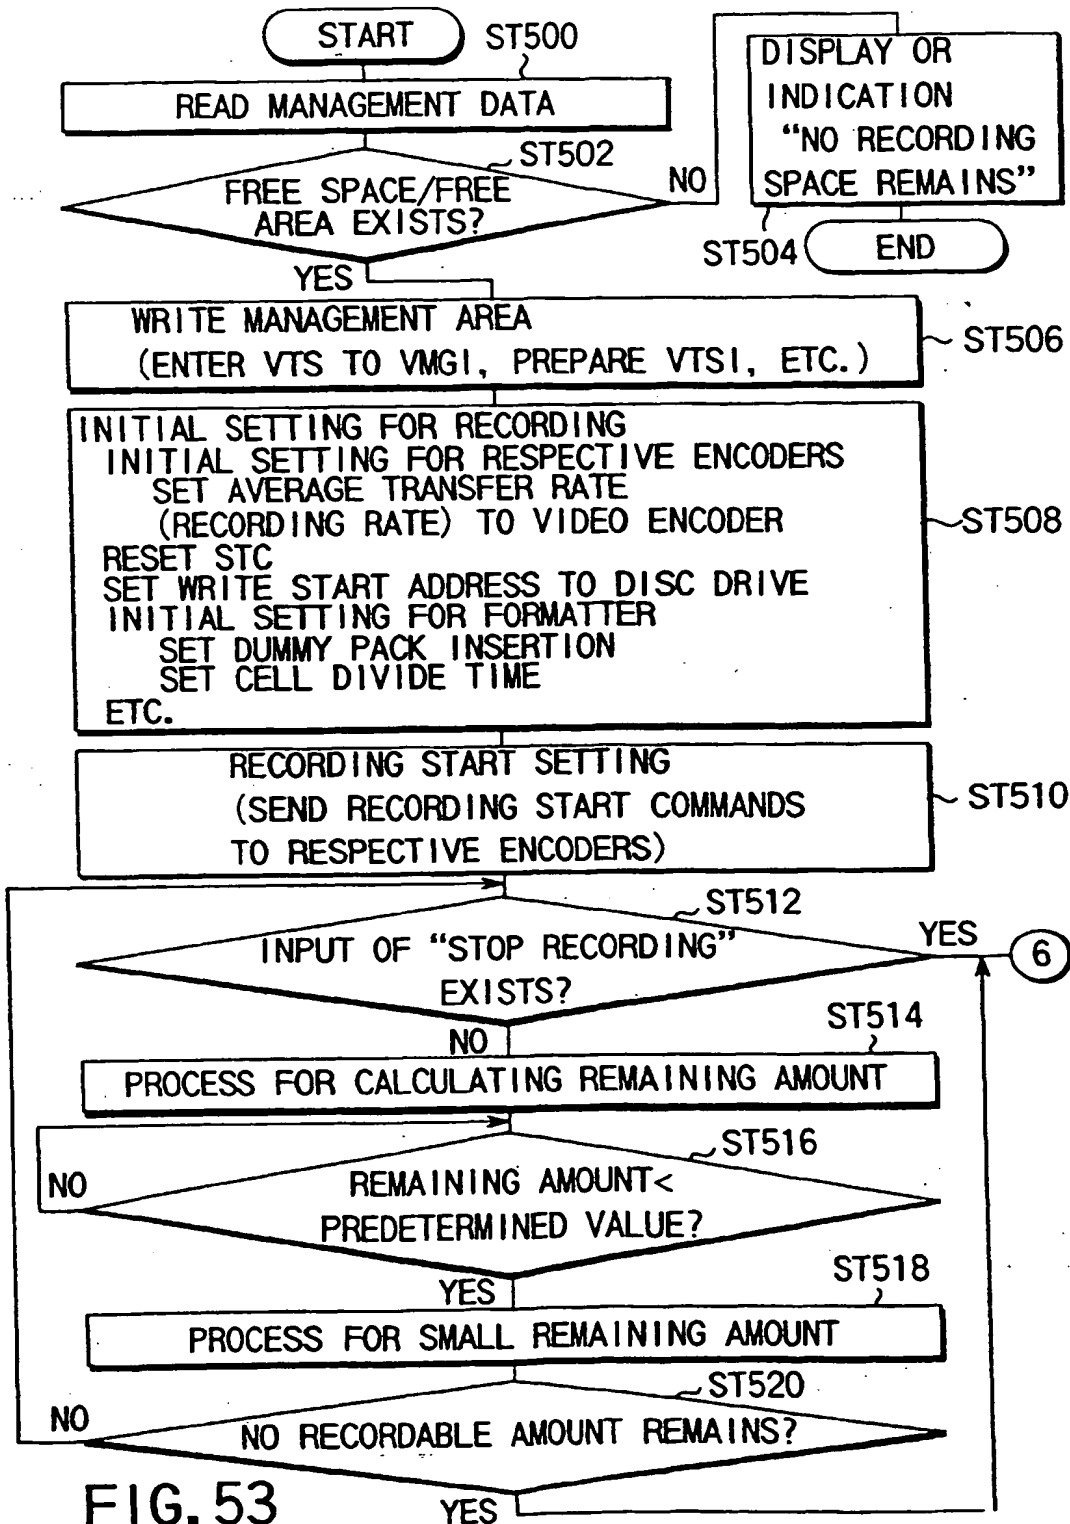 START
ST500
READ MANAGEMENT DATA
ST502
FREE SPACE/FREE
AREA EXISTS?
NO
DISPLAY OR
INDICATION
"NO RECORDING
SPACE REMAINS"
ST504
END
YES
WRITE MANAGEMENT AREA
(ENTER VTS TO VMGI, PREPARE VTSI, ETC.)
ST506
INITIAL SETTING FOR RECORDING
INITIAL SETTING FOR RESPECTIVE ENCODERS
SET AVERAGE TRANSFER RATE
(RECORDING RATE) TO VIDEO ENCODER
RESET STC
SET WRITE START ADDRESS TO DISC DRIVE
INITIAL SETTING FOR FORMATTER
SET DUMMY PACK INSERTION
SET CELL DIVIDE TIME
ETC.
ST508
RECORDING START SETTING
(SEND RECORDING START COMMANDS
TO RESPECTIVE ENCODERS)
ST510
ST512
INPUT OF "STOP RECORDING"
EXISTS?
YES
6
NO
ST514
PROCESS FOR CALCULATING REMAINING AMOUNT
ST516
NO
REMAINING AMOUNT<
PREDETERMINED VALUE?
YES
ST518
PROCESS FOR SMALL REMAINING AMOUNT
ST520
NO
NO RECORDABLE AMOUNT REMAINS?
YES
FIG. 53